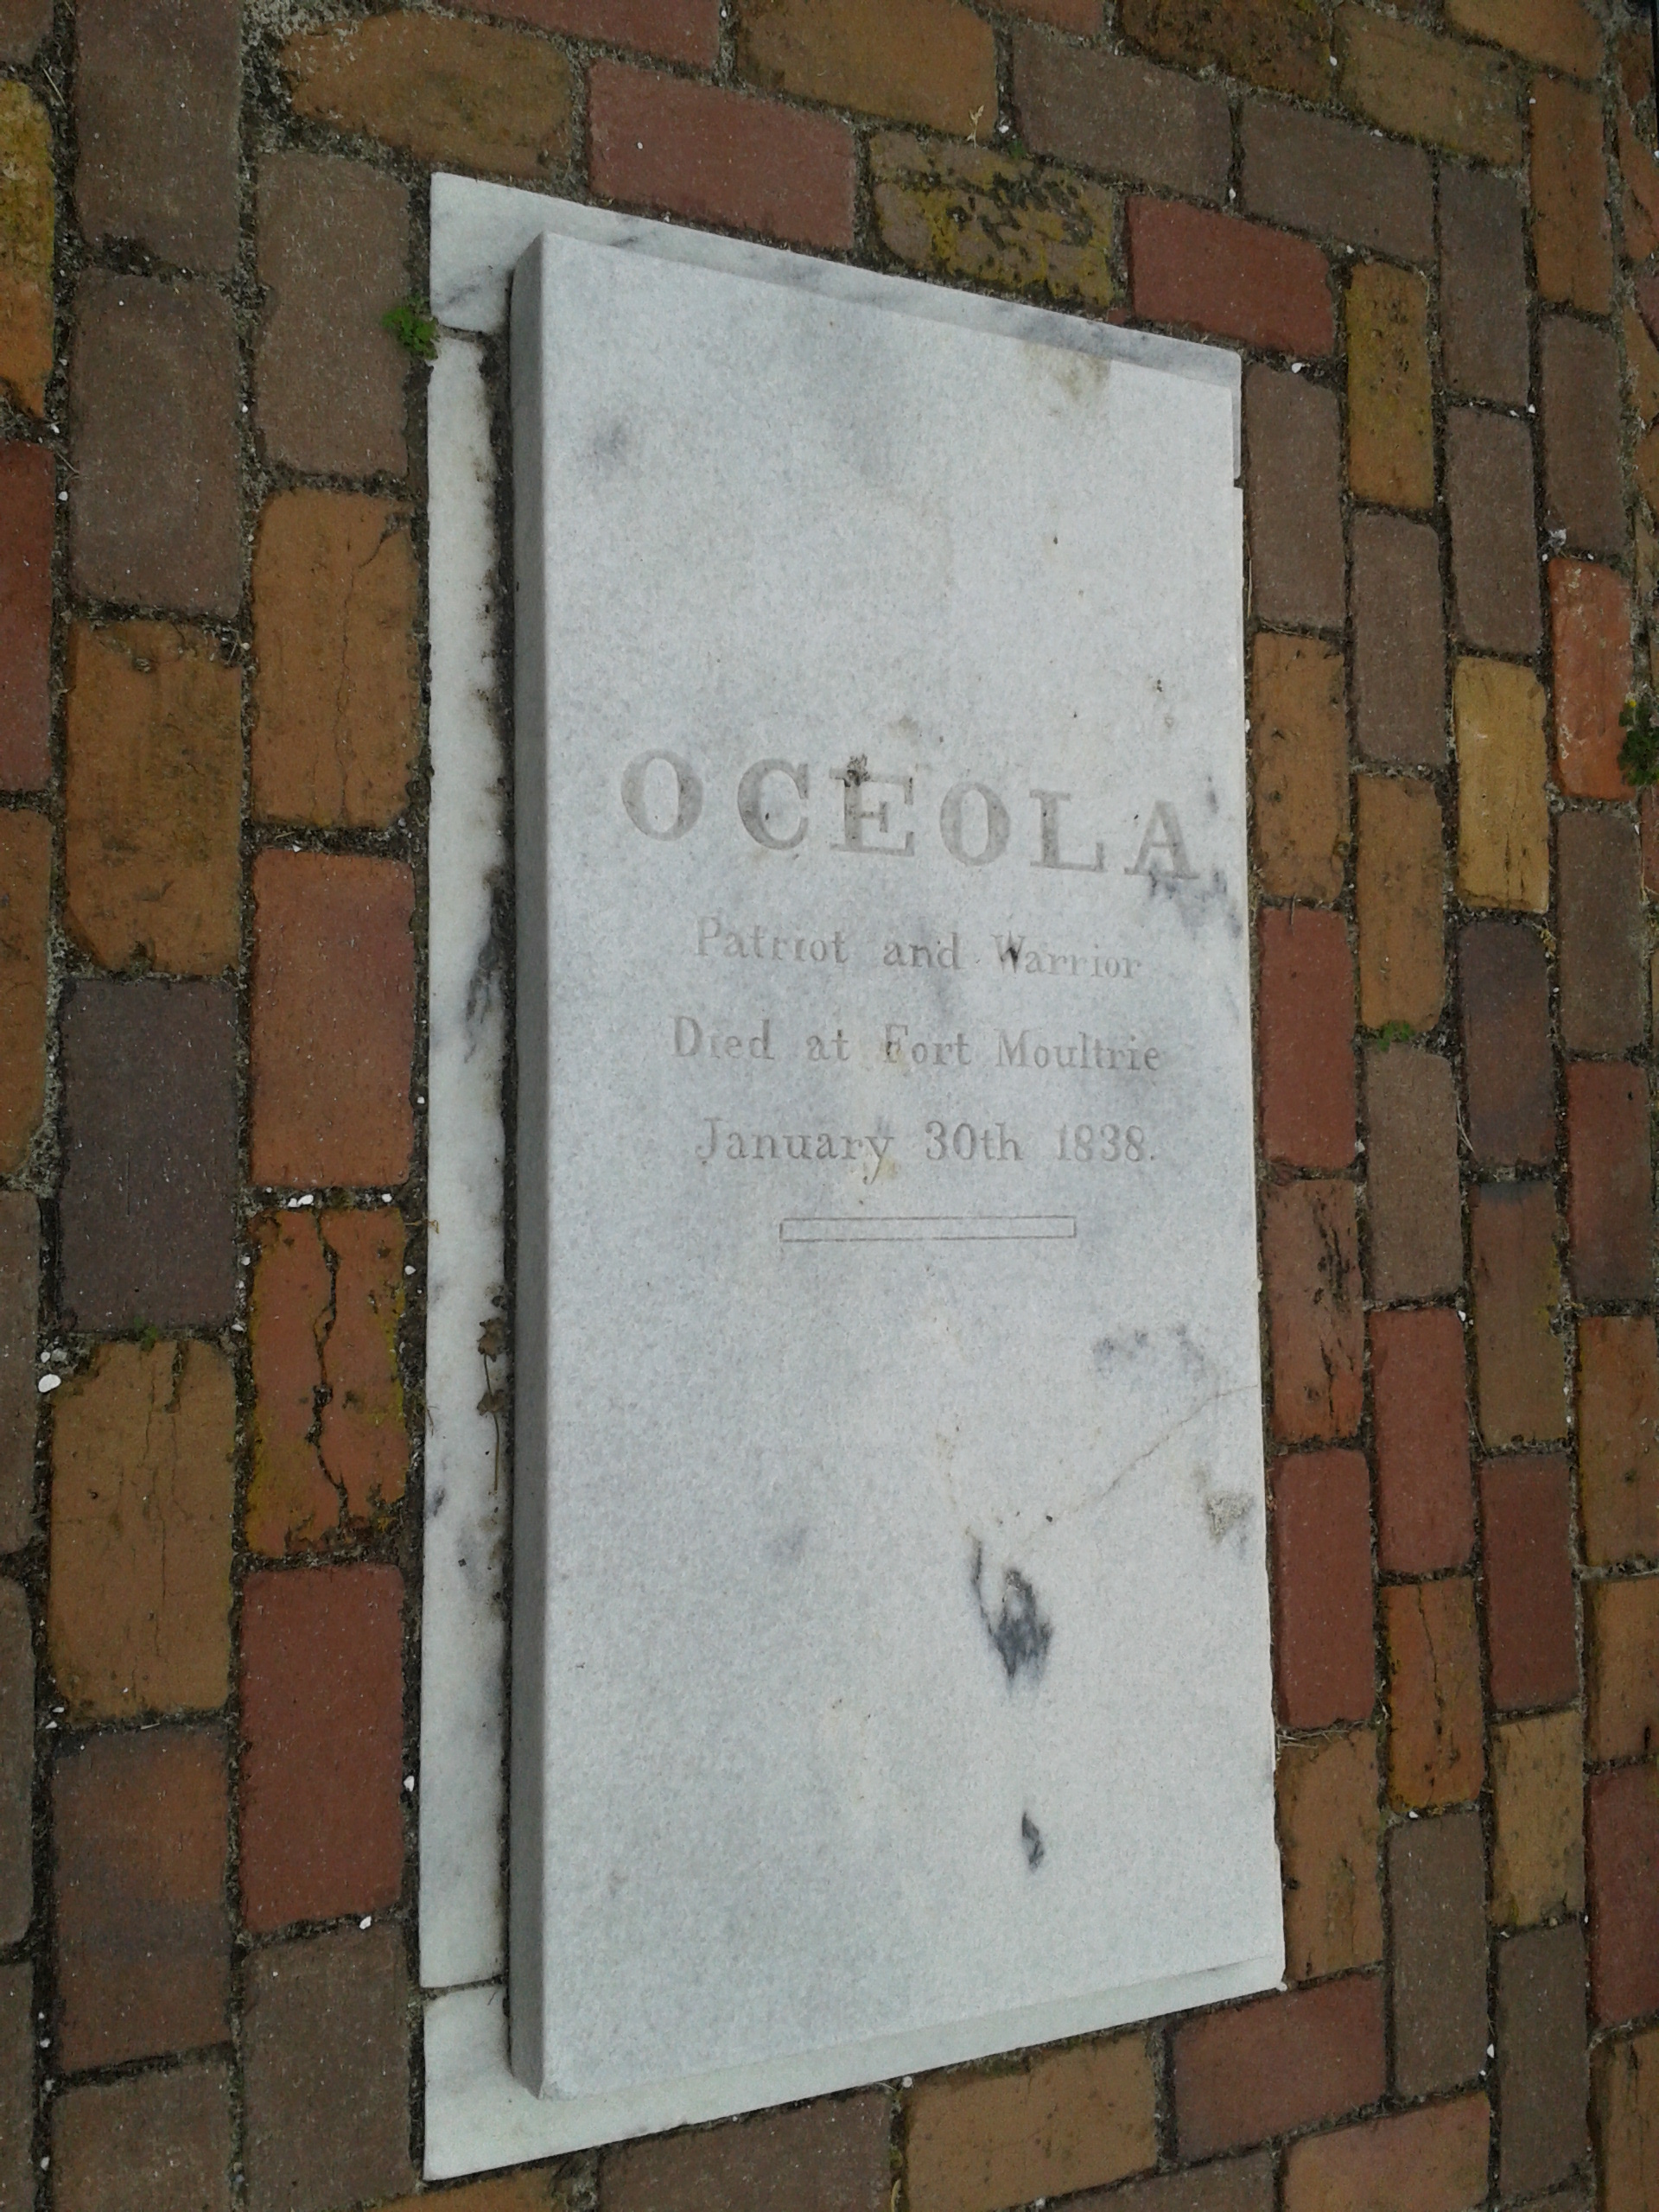 OCEOLA
Patriot and Warrior
Died at Fort Moultrie
January 30th 1838.